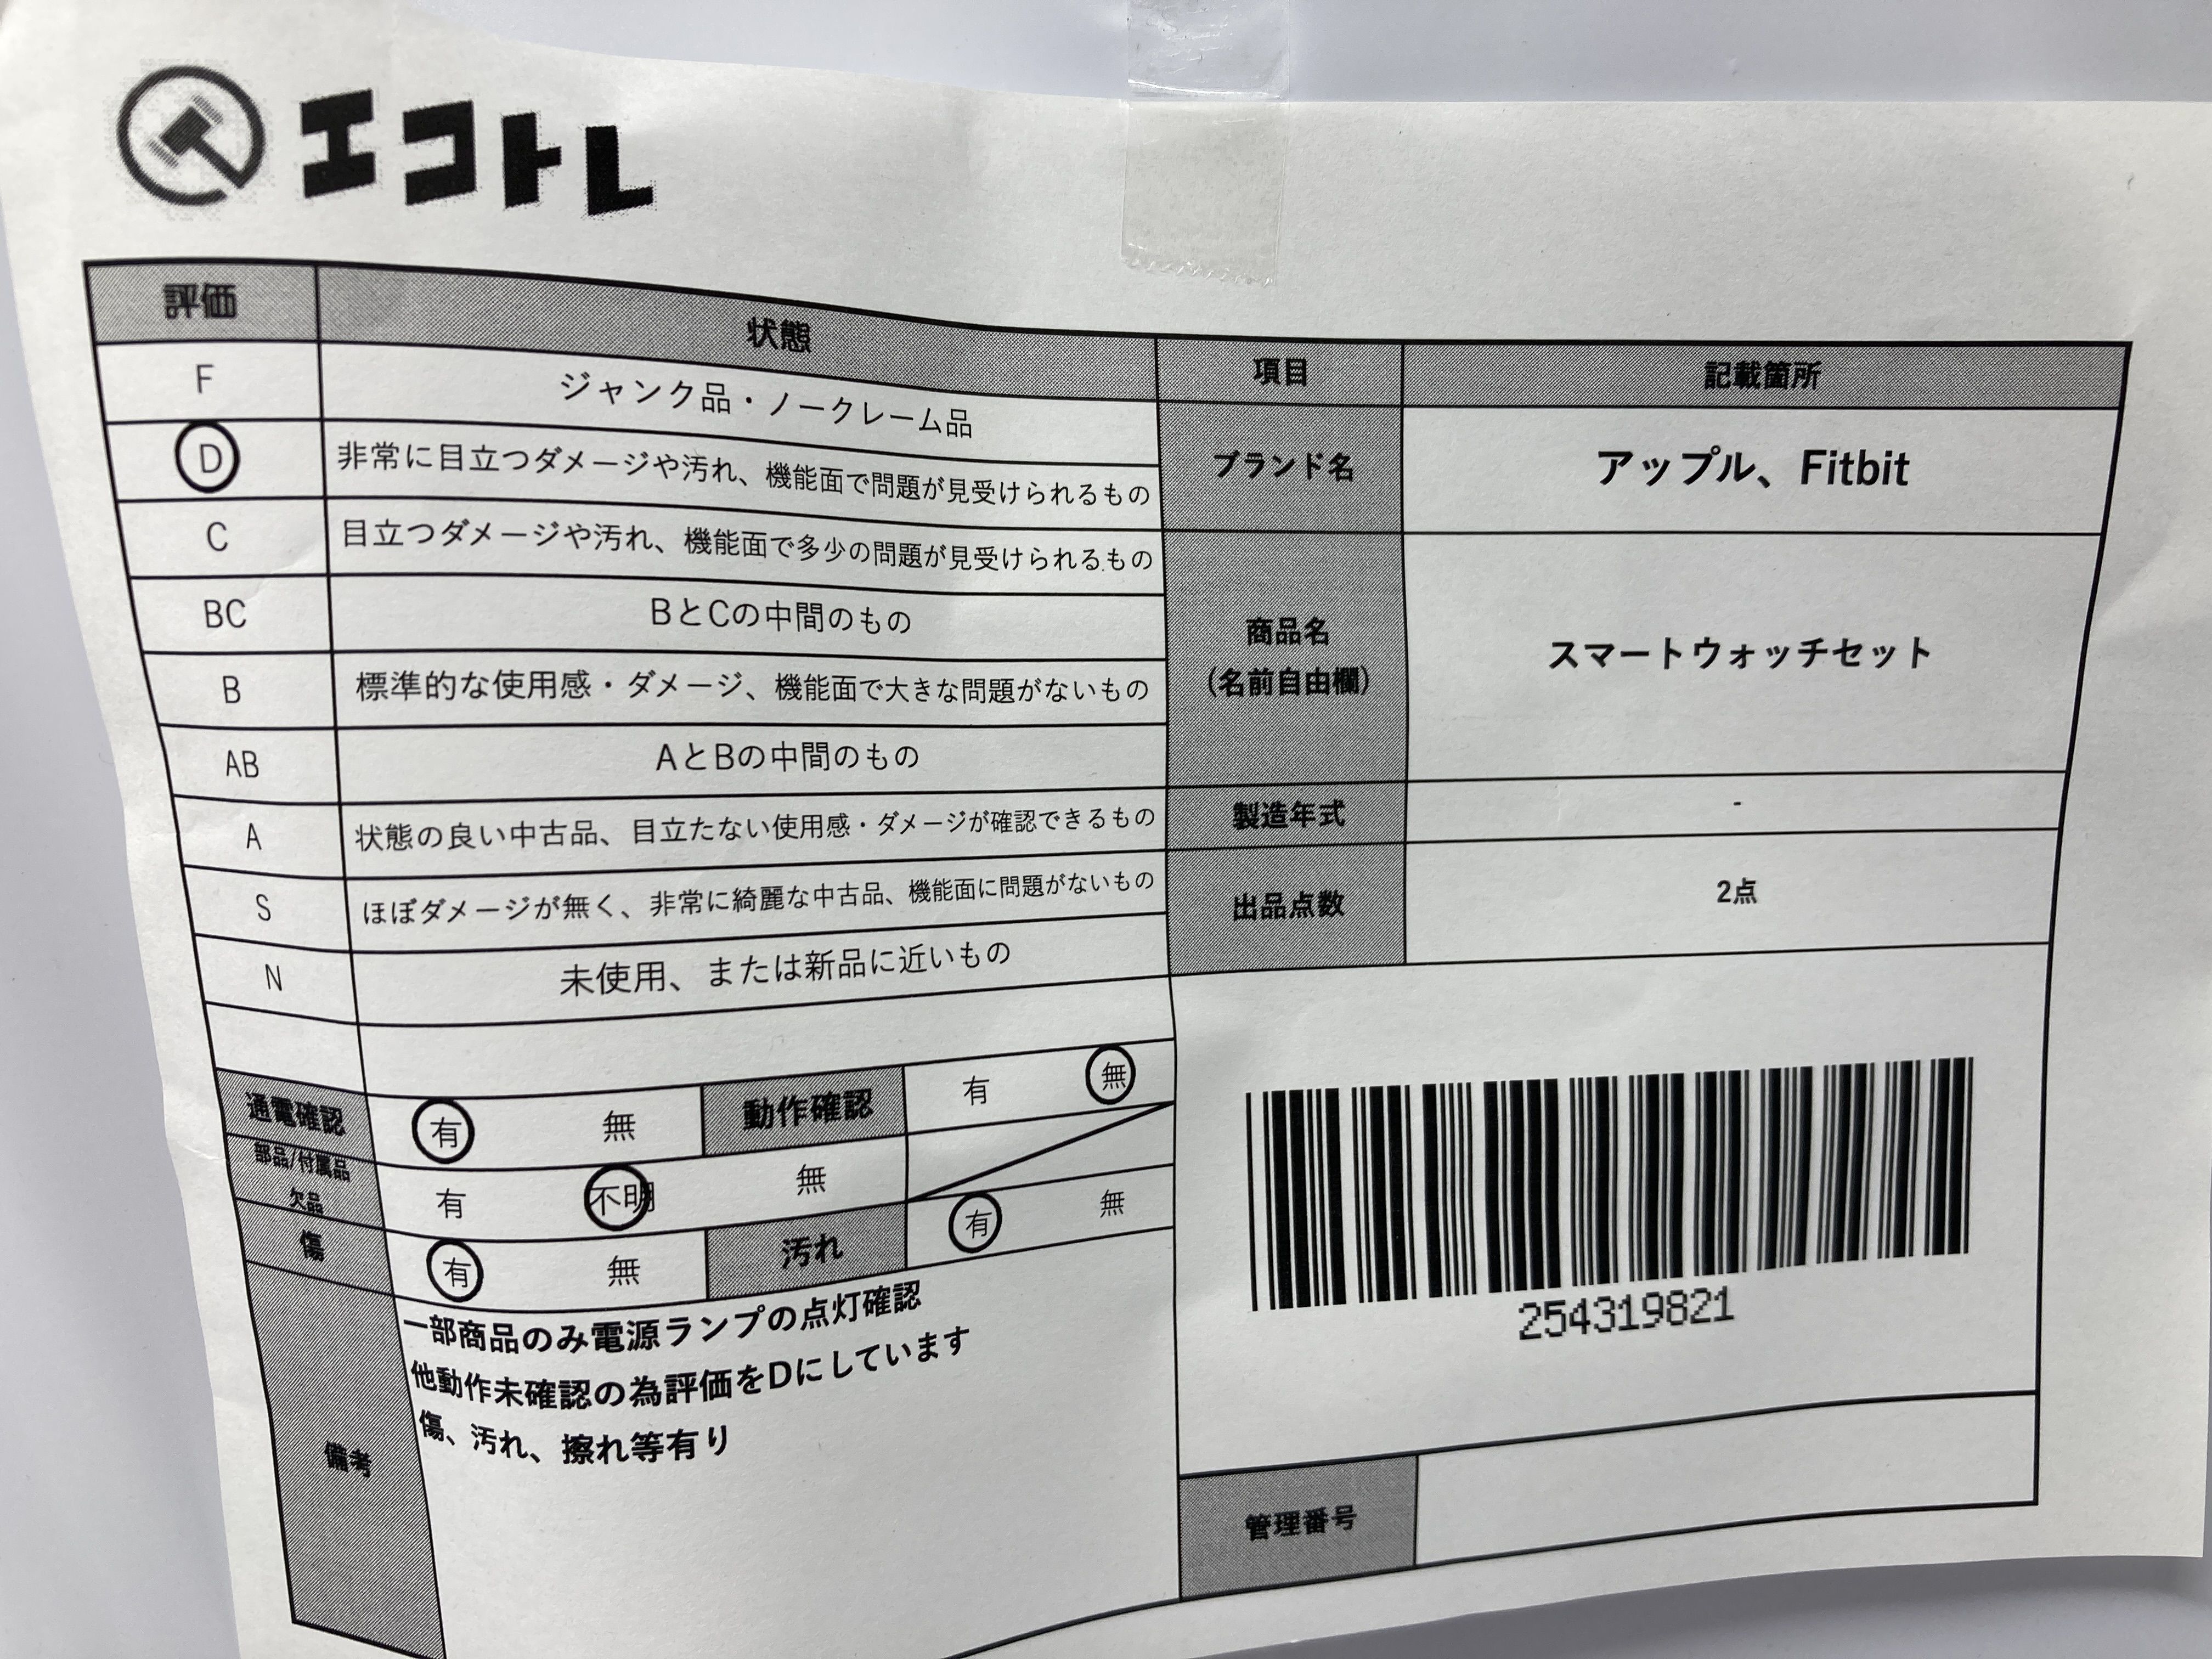 エコトレ
評価 状態
F ジャンク品・ノークレーム品
D 非常に目立つダメージや汚れ、機能面で問題が見受けられるもの
C 目立つダメージや汚れ、機能面で多少の問題が見受けられるもの
BC BとCの中間のもの
B 標準的な使用感・ダメージ、機能面で大きな問題がないもの
AB AとBの中間のもの
A 状態の良い中古品、目立たない使用感・ダメージが確認できるもの
S ほぼダメージが無く、非常に綺麗な中古品、機能面に問題がないもの
N 未使用、または新品に近いもの
通電確認 有 無 動作確認 有 無
部品/付属品
欠品 有 不明 無
傷 有 無 汚れ 有 無
備考
一部商品のみ電源ランプの点灯確認
他動作未確認の為評価をDにしています
傷、汚れ、擦れ等有り
項目 記載箇所
ブランド名 アップル、Fitbit
商品名
(名前自由欄) スマートウォッチセット
製造年式 -
出品点数 2点
254319821
管理番号